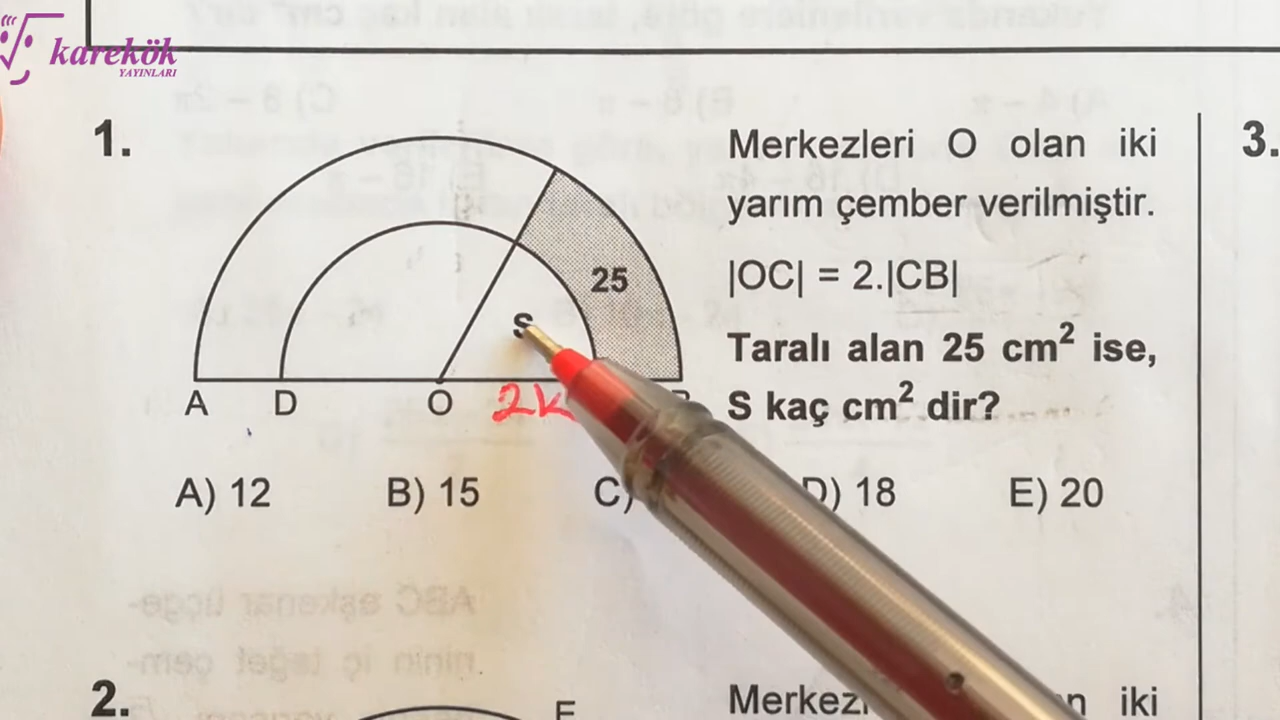 karekök
YAYINLARI
1.
Merkezleri O olan iki
yarım çember verilmiştir.
|OC| = 2.|CB|
Taralı alan 25 cm² ise,
S kaç cm² dir?
25
S
A D O
2k
A) 12 B) 15 C) D) 18 E) 20
3.
2.
E
iki